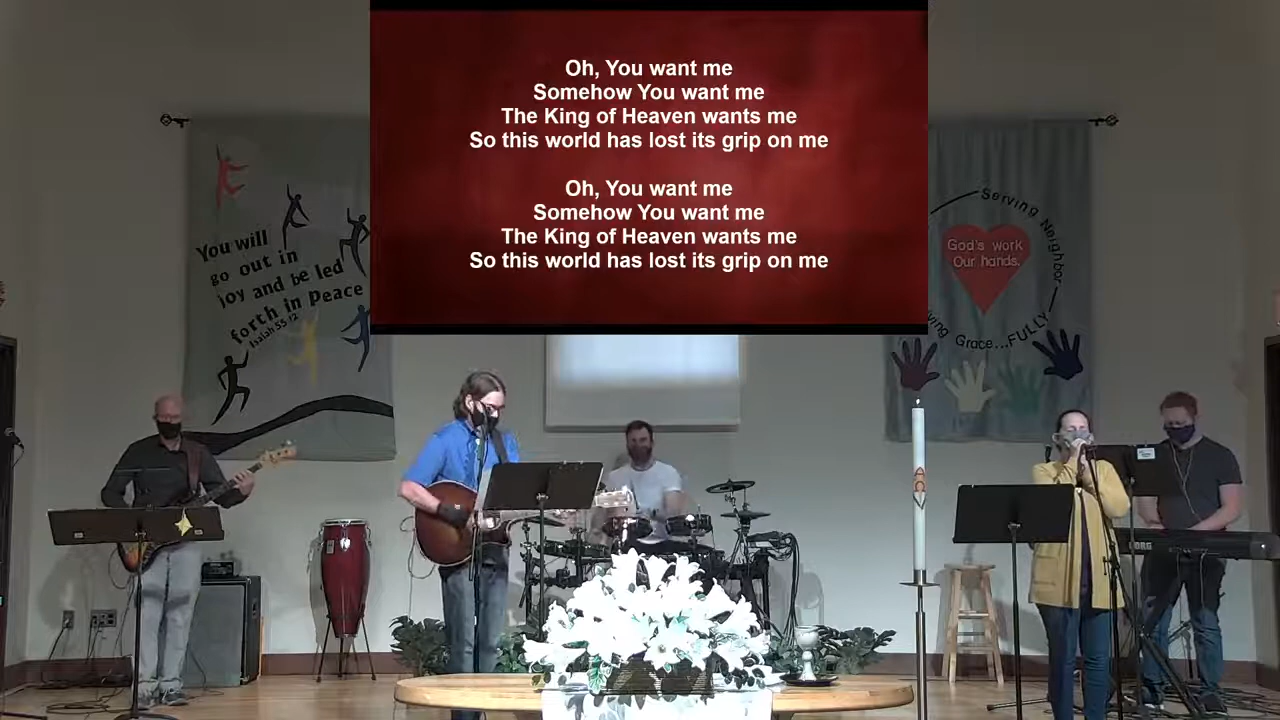 Oh, You want me
Somehow You want me
The King of Heaven wants me
So this world has lost its grip on me
Oh, You want me
Somehow You want me
The King of Heaven wants me
So this world has lost its grip on me
You will
go out in
joy and be led
forth in peace
Isaiah 55:12
Serving Neighbor
God's work
Our hands.
Grace...FULLY
KORG